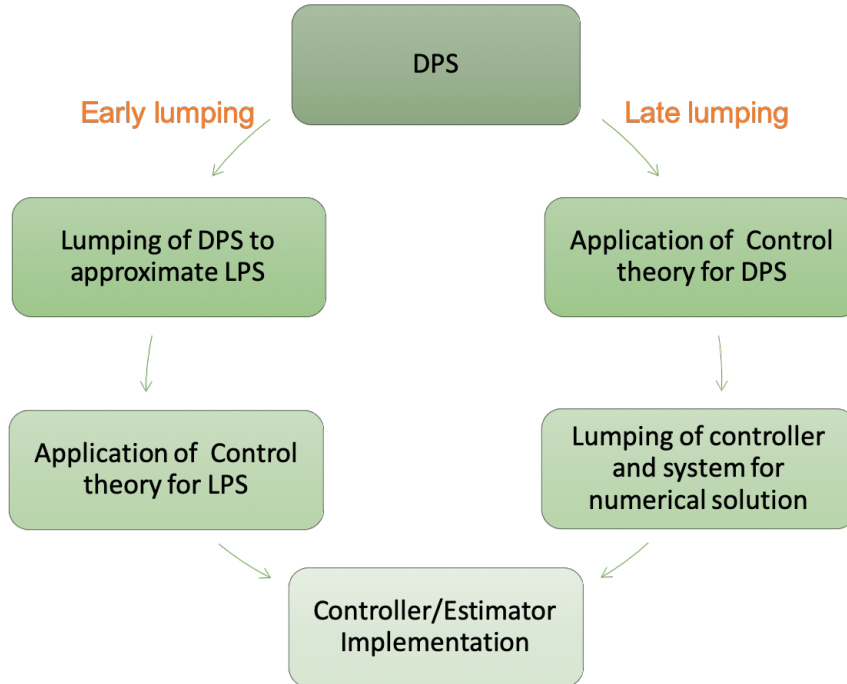 DPS
Early lumping
Late lumping
Lumping of DPS to
approximate LPS
Application of  Control
theory for DPS
Application of  Control
theory for LPS
Lumping of controller
and system for
numerical solution
Controller/Estimator
Implementation